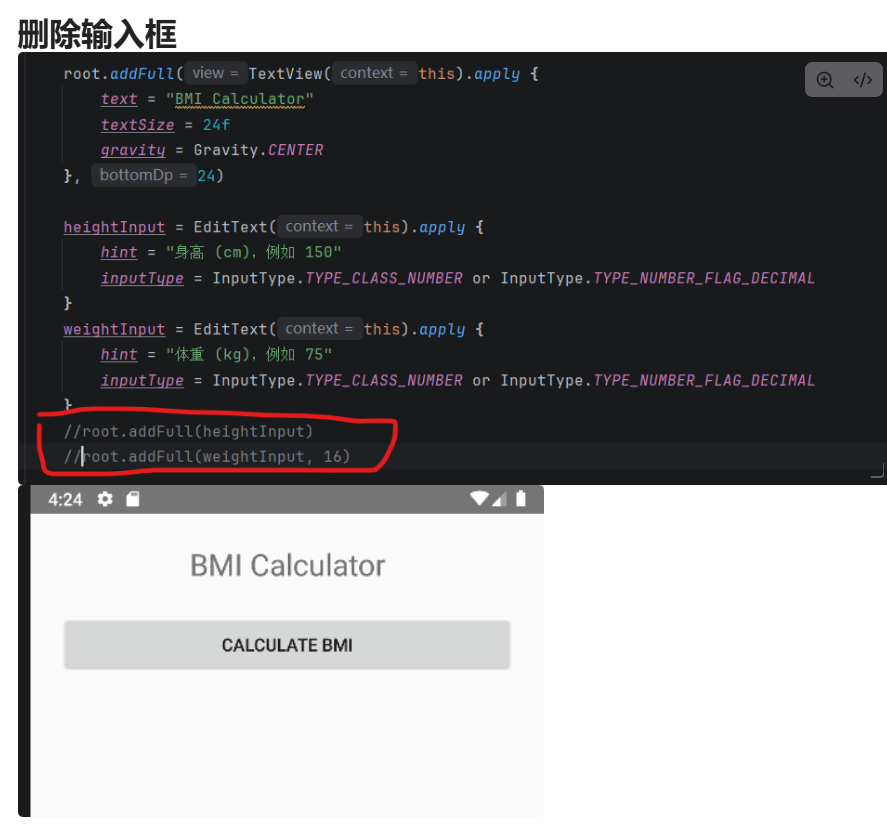 删除输入框
root.addFull( view = TextView( context = this).apply {
text = "BMI Calculator"
textSize = 24f
gravity = Gravity.CENTER
}, bottomDp = 24)
heightInput = EditText( context = this).apply {
hint = "身高 (cm)，例如 150"
inputType = InputType.TYPE_CLASS_NUMBER or InputType.TYPE_NUMBER_FLAG_DECIMAL
}
weightInput = EditText( context = this).apply {
hint = "体重 (kg)，例如 75"
inputType = InputType.TYPE_CLASS_NUMBER or InputType.TYPE_NUMBER_FLAG_DECIMAL
}
//root.addFull(heightInput)
//root.addFull(weightInput, 16)
4:24
BMI Calculator
CALCULATE BMI